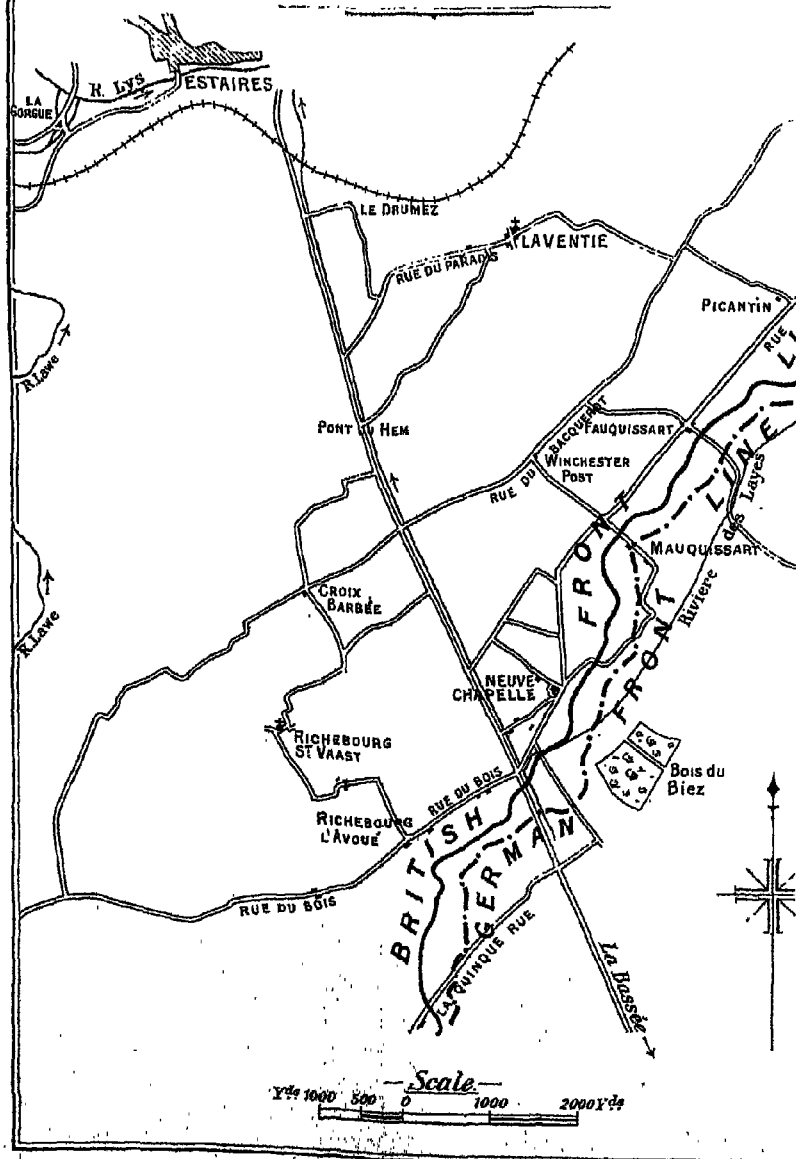 R. Lys
ESTAIRES
LA
GORGUE
LE DRUMEZ
LAVENTIE
RUE DU PARADIS
PICANTIN
RUE
R. Lawe
PONT DU HEM
RUE DU BACQUEROT
FAUQUISSART
WINCHESTER
POST
LINE
des Layes
Riviere
MAUQUISSART
FRONT
FRONT
CROIX
BARBÉE
R. Lawe
NEUVE
CHAPELLE
RICHEBOURG
ST VAAST
Bois du
Biez
RUE DU BOIS
RICHEBOURG
L'AVOUÉ
BRITISH
GERMAN
RUE DU BOIS
LA QUINQUE RUE
La Bassée
Scale
Yds 1000 500 0 1000 2000 Yds